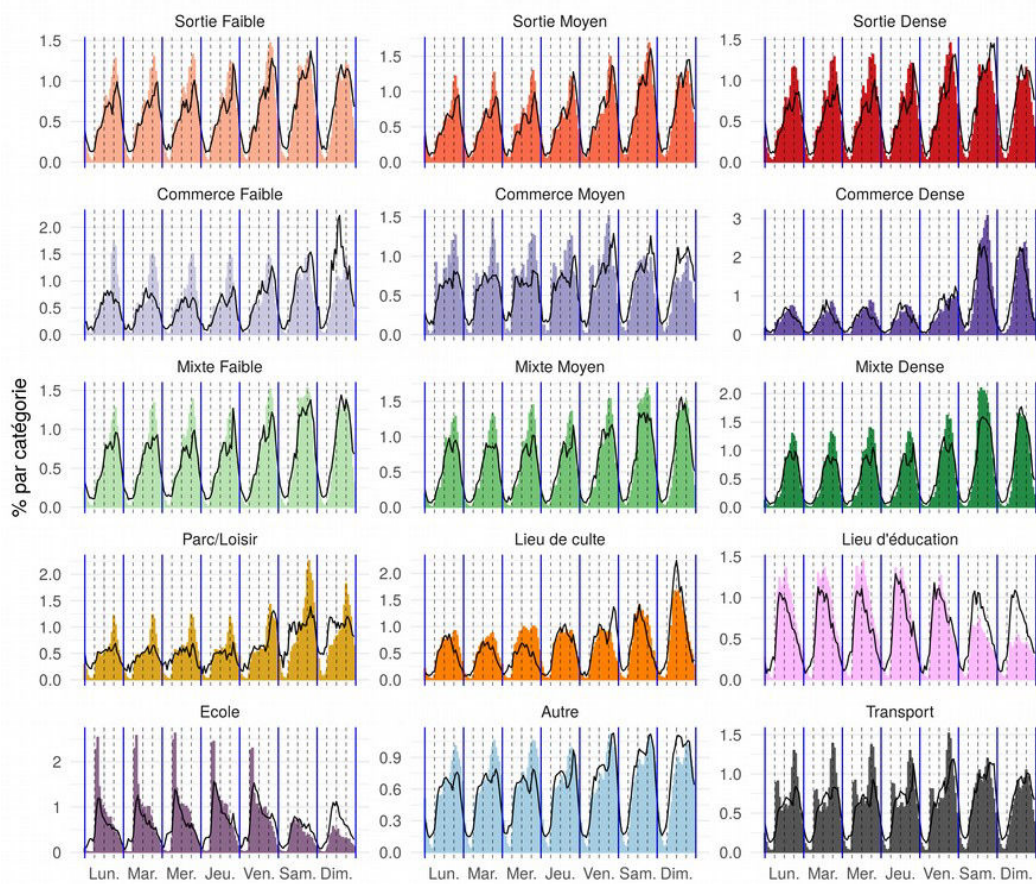 Sortie Faible Sortie Moyen Sortie Dense
1.5 1.0 0.5 0.0
1.5 1.0 0.5 0.0
1.5 1.0 0.5 0.0
Commerce Faible Commerce Moyen Commerce Dense
2.0 1.5 1.0 0.5 0.0
1.5 1.0 0.5 0.0
3 2 1 0
% par catégorie
Mixte Faible Mixte Moyen Mixte Dense
1.5 1.0 0.5 0.0
1.5 1.0 0.5 0.0
2.0 1.5 1.0 0.5 0.0
Parc/Loisir Lieu de culte Lieu d'éducation
2.0 1.5 1.0 0.5 0.0
2.0 1.5 1.0 0.5 0.0
1.5 1.0 0.5 0.0
Ecole Autre Transport
2 1 0
0.9 0.6 0.3 0.0
1.5 1.0 0.5 0.0
Lun. Mar. Mer. Jeu. Ven. Sam. Dim. Lun. Mar. Mer. Jeu. Ven. Sam. Dim. Lun. Mar. Mer. Jeu. Ven. Sam. Dim.